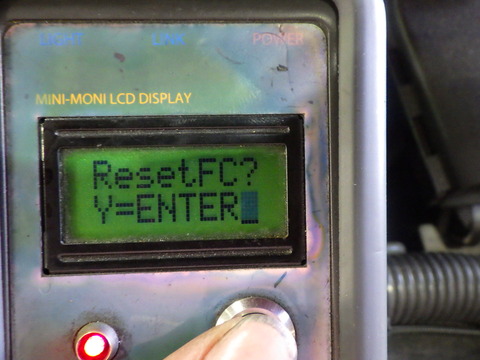 LIGHT LINK POWER
MINI-MONI LCD DISPLAY
ResetFC?
Y=ENTER